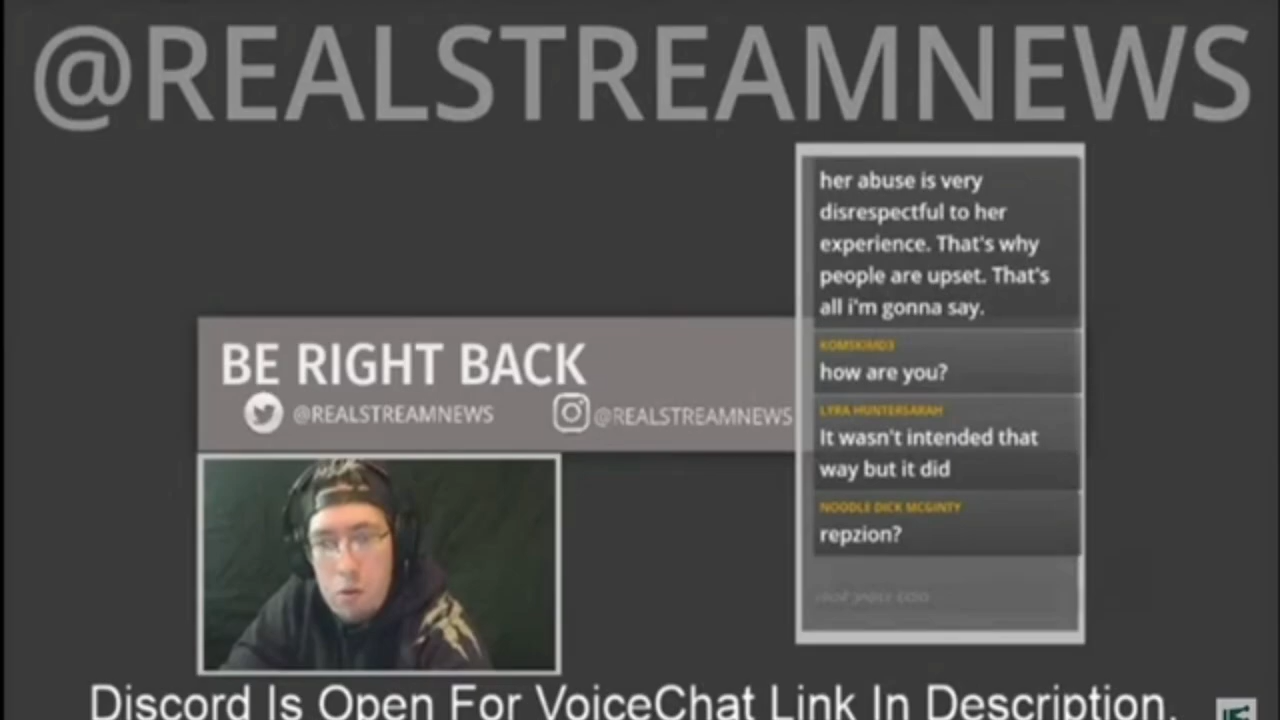 @REALSTREAMNEWS
her abuse is very
disrespectful to her
experience. That's why
people are upset. That's
all i'm gonna say.
BE RIGHT BACK
@REALSTREAMNEWS
@REALSTREAMNEWS
how are you?
LYRA HUNTERSARAH
It wasn't intended that
way but it did
NOODLE DICK MCGINTY
repzion?
Discord Is Open For VoiceChat Link In Description.